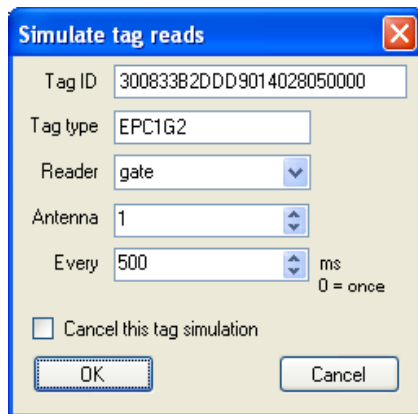 Simulate tag reads
Tag ID 300833B2DDD9014028050000
Tag type EPC1G2
Reader gate
Antenna 1
Every 500 ms
0 = once
Cancel this tag simulation
OK Cancel